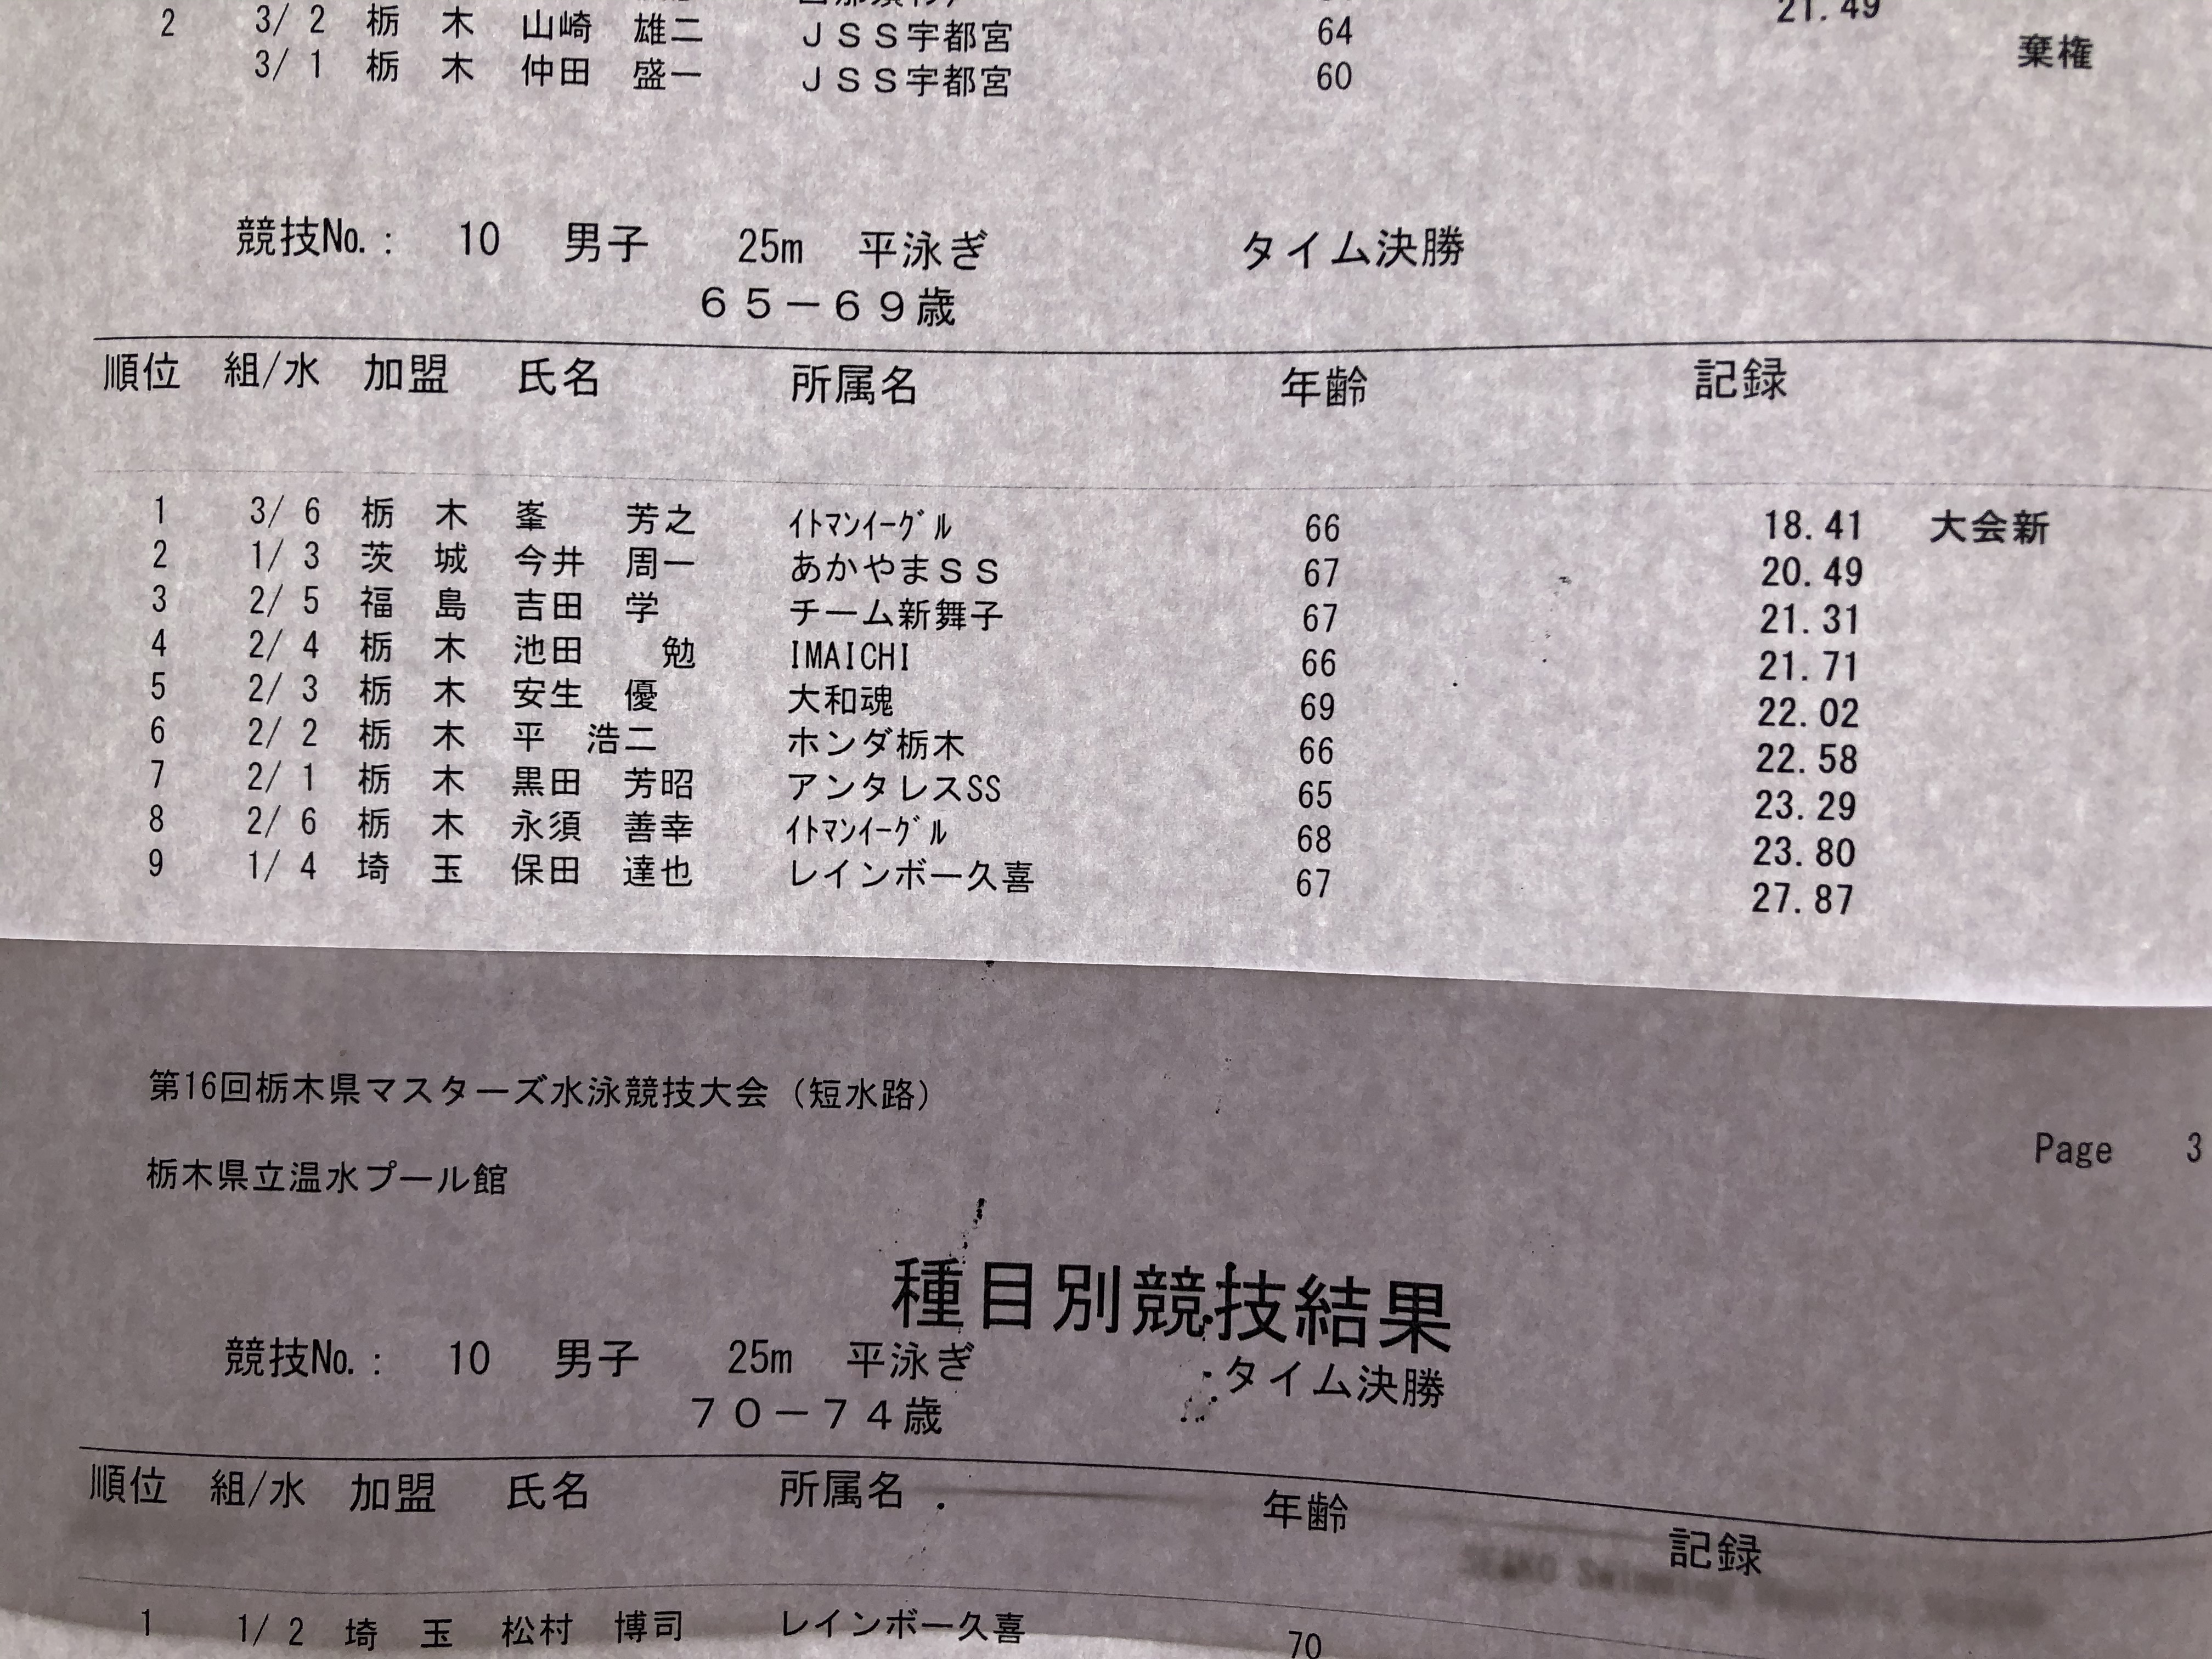 2 3/ 2 栃 木 山崎 雄二 ＪＳＳ宇都宮 64 21.49
3/ 1 栃 木 仲田 盛一 ＪＳＳ宇都宮 60 棄権
競技No.: 10 男子 25m 平泳ぎ タイム決勝
６５－６９歳
順位 組/水 加盟 氏名 所属名 年齢 記録
1 3/ 6 栃 木 峯 芳之 ｲﾄﾏﾝｲｰｸﾞﾙ 66 18.41 大会新
2 1/ 3 茨 城 今井 周一 あかやまＳＳ 67 20.49
3 2/ 5 福 島 吉田 学 チーム新舞子 67 21.31
4 2/ 4 栃 木 池田 勉 IMAICHI 66 21.71
5 2/ 3 栃 木 安生 優 大和魂 69 22.02
6 2/ 2 栃 木 平 浩二 ホンダ栃木 66 22.58
7 2/ 1 栃 木 黒田 芳昭 アンタレスSS 65 23.29
8 2/ 6 栃 木 永須 善幸 ｲﾄﾏﾝｲｰｸﾞﾙ 68 23.80
9 1/ 4 埼 玉 保田 達也 レインボー久喜 67 27.87
第16回栃木県マスターズ水泳競技大会（短水路）
Page 3
栃木県立温水プール館
種目別競技結果
競技No.: 10 男子 25m 平泳ぎ タイム決勝
７０－７４歳
順位 組/水 加盟 氏名 所属名 年齢 記録
1 1/ 2 埼 玉 松村 博司 レインボー久喜 70